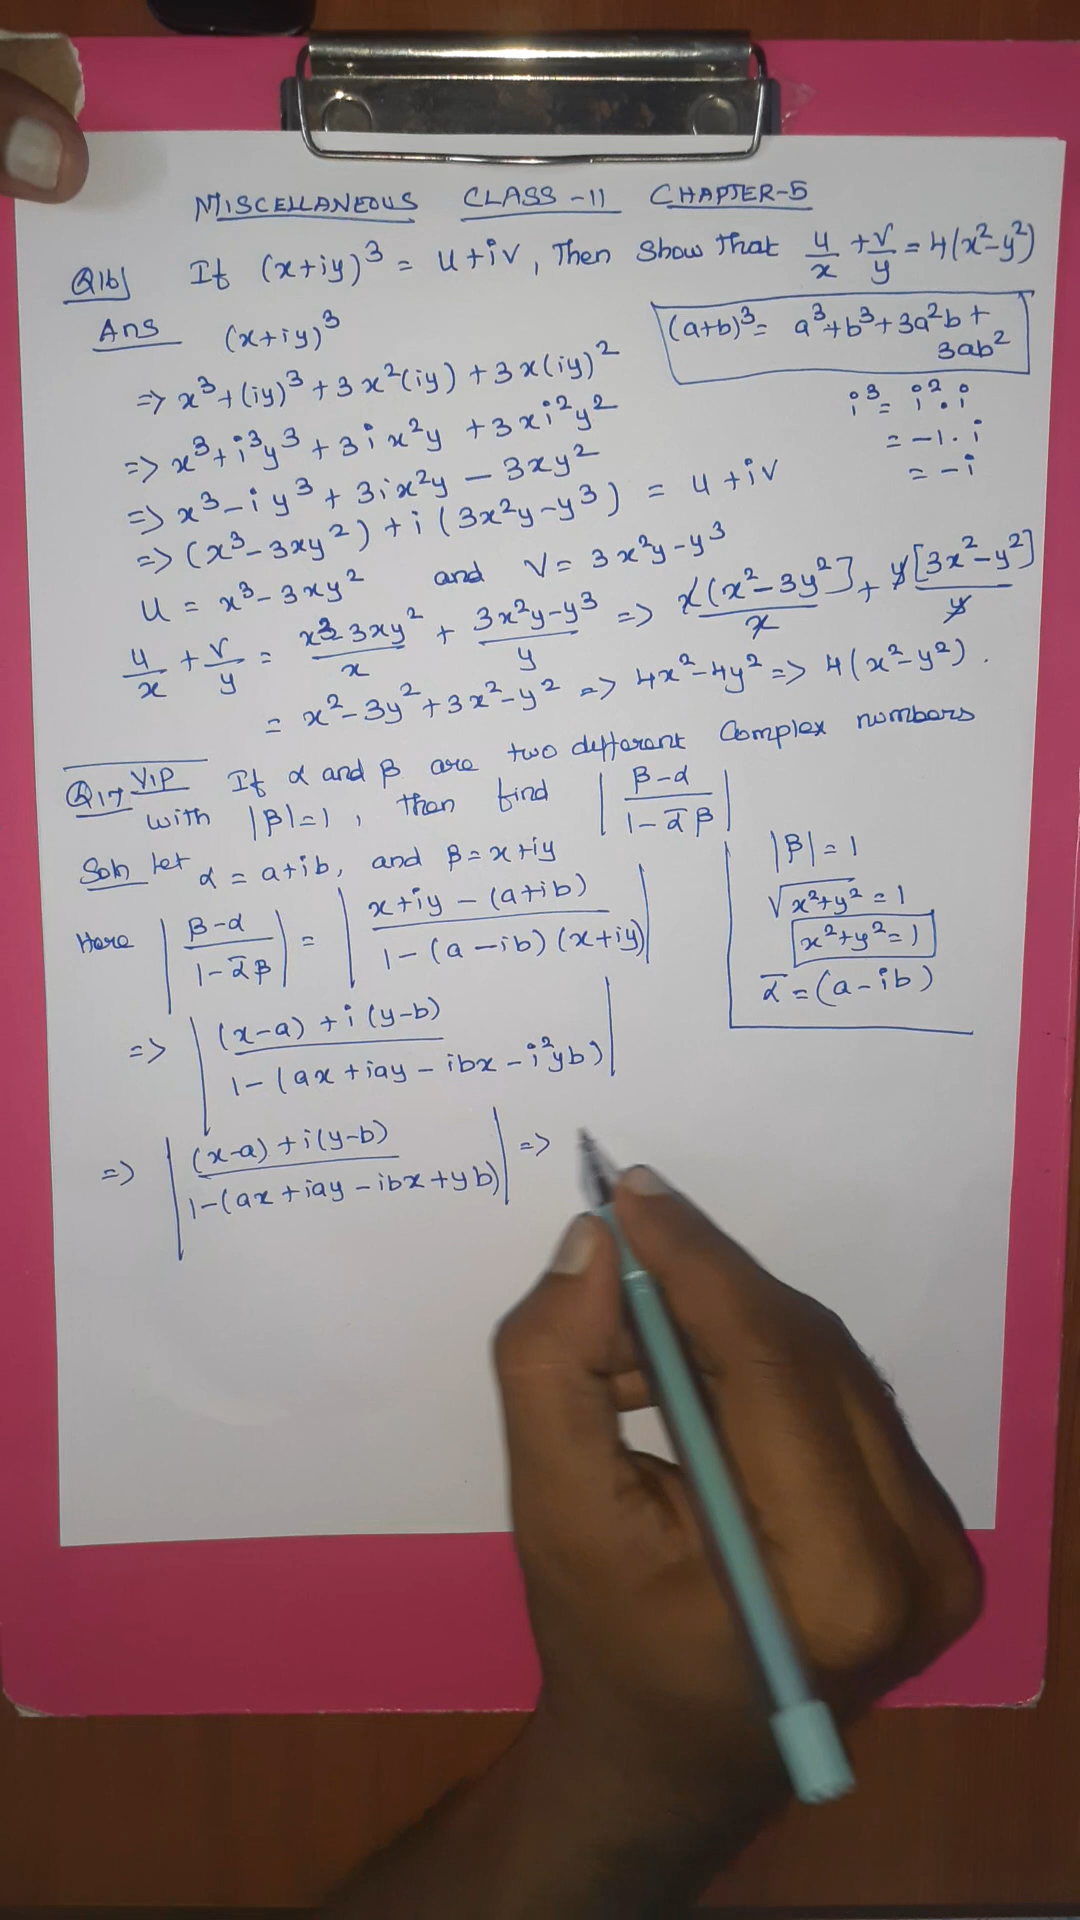 MISCELLANEOUS CLASS-11 CHAPTER-5
Q16) If (x+iy)³ = u+iv, Then Show That u/x + v/y = 4(x²-y²)
Ans (x+iy)³
(a+b)³= a³+b³+3a²b+
3ab²
=> x³+(iy)³+3x²(iy)+3x(iy)²
=> x³+i³y³+3ix²y+3xi²y²
i³ = i²·i
= -1·i
= -i
=> x³-iy³+3ix²y-3xy²
=> (x³-3xy²)+i(3x²y-y³) = u+iv
u = x³-3xy² and v = 3x²y-y³
u/x + v/y = x³-3xy²/x + 3x²y-y³/y => x(x²-3y²]/x + y[3x²-y²]/y
= x²-3y²+3x²-y² => 4x²-4y² => 4(x²-y²).
Q17 VIP If α and β are two different Complex numbers
with |β|=1, then find |β-α/1-ᾱβ|
Soln let α = a+ib, and β=x+iy
Here |β-α/1-ᾱβ| = |x+iy-(a+ib)/1-(a-ib)(x+iy)|
|β|=1
√x²+y² = 1
x²+y²=1
ᾱ=(a-ib)
=> |(x-a)+i(y-b)/1-(ax+iay-ibx-i²yb)|
=> |(x-a)+i(y-b)/1-(ax+iay-ibx+yb)| =>